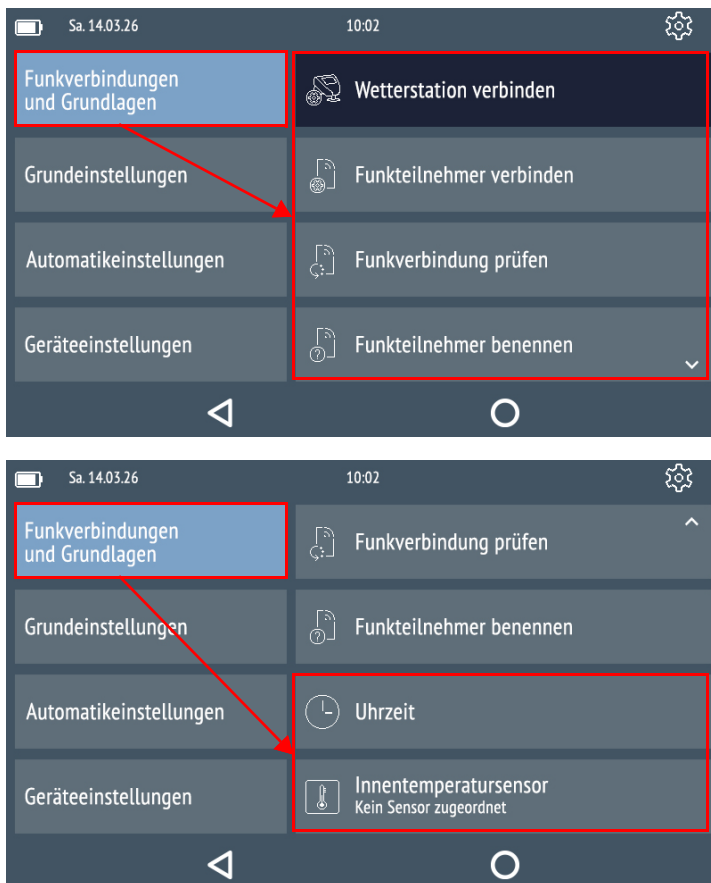 Sa. 14.03.26
10:02
Funkverbindungen
und Grundlagen
Grundeinstellungen
Automatikeinstellungen
Geräteeinstellungen
Wetterstation verbinden
Funkteilnehmer verbinden
Funkverbindung prüfen
Funkteilnehmer benennen
Sa. 14.03.26
10:02
Funkverbindungen
und Grundlagen
Grundeinstellungen
Automatikeinstellungen
Geräteeinstellungen
Funkverbindung prüfen
Funkteilnehmer benennen
Uhrzeit
Innentemperatursensor
Kein Sensor zugeordnet